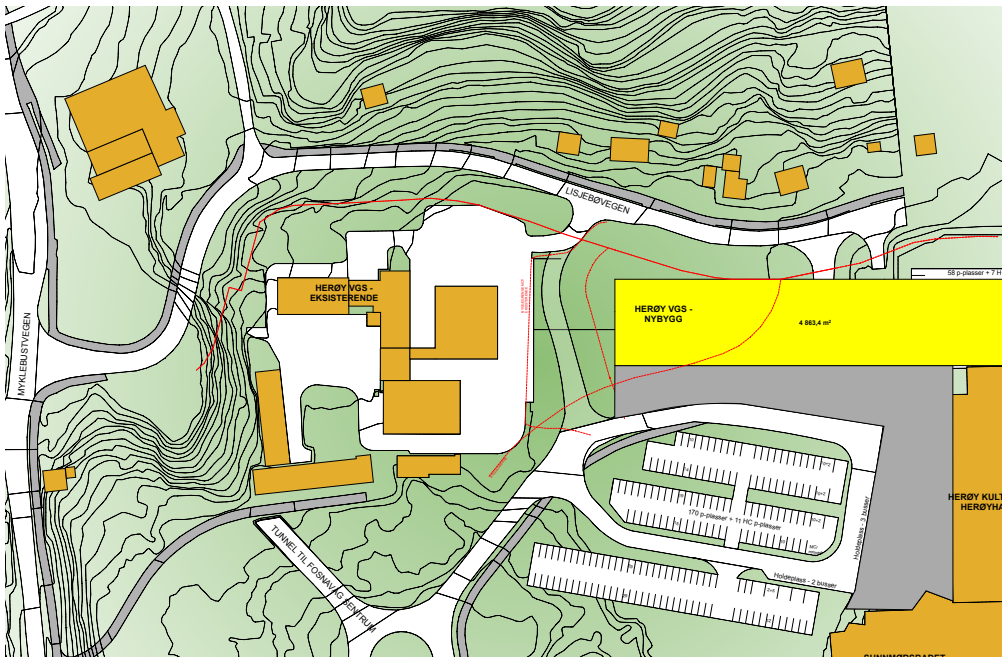 LISJEBØVEGEN
58 p-plasser + 7 H
HERØY VGS -
EKSISTERENDE
HERØY VGS -
NYBYGG
4 863,4 m²
MYKLEBUSTVEGEN
170 p-plasser + 11 HC p-plasser
HERØY KULT
HERØYHA
Holdeplass - 3 busser
Holdeplass - 2 busser
TUNNEL TIL FOSNAVÅG SENTRUM
SUNNMØRSBADET